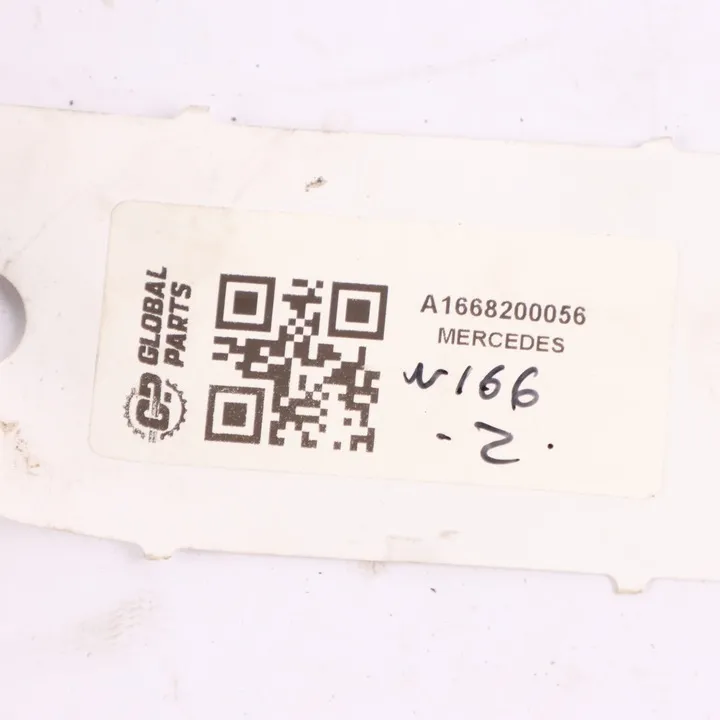 GLOBAL
PARTS
A1668200056
MERCEDES
W166
- 2 .